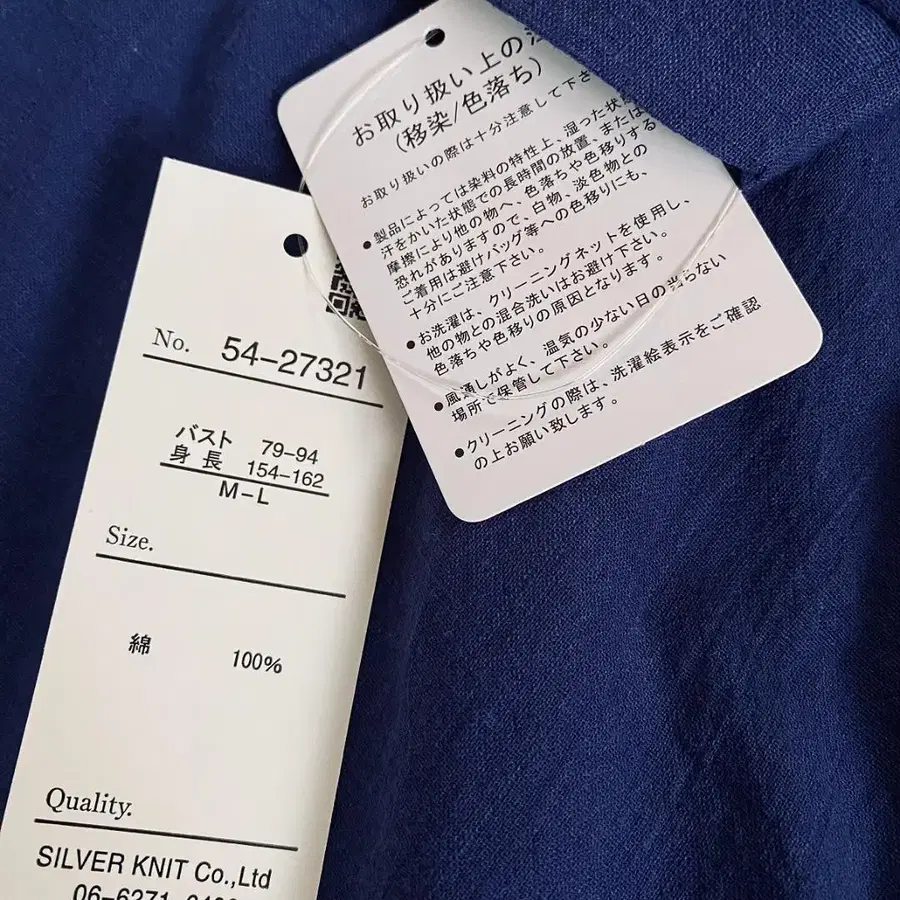 お取り扱い上の注
(移染/色落ち)
お取り扱いの際は十分注意して下さ
●製品によっては染料の特性上、湿った状態
汗をかいた状態での長時間の放置、または
摩擦により他の物へ、色落ちや色移りする
恐れがありますので、白物、淡色物との
ご着用は避けバッグ等への色移りにも、
十分にご注意下さい。
●お洗濯は、クリーニングネットを使用し、
他の物との混合洗いはお避け下さい。
色落ちや色移りの原因となります。
●風通しがよく、温気の少ない日の当らない
場所で保管して下さい。
●クリーニングの際は、洗濯絵表示をご確認
の上お願い致します。
No. 54-27321
バスト 79-94
身長 154-162
M-L
Size.
綿 100%
Quality.
SILVER KNIT Co.,Ltd
06-6271